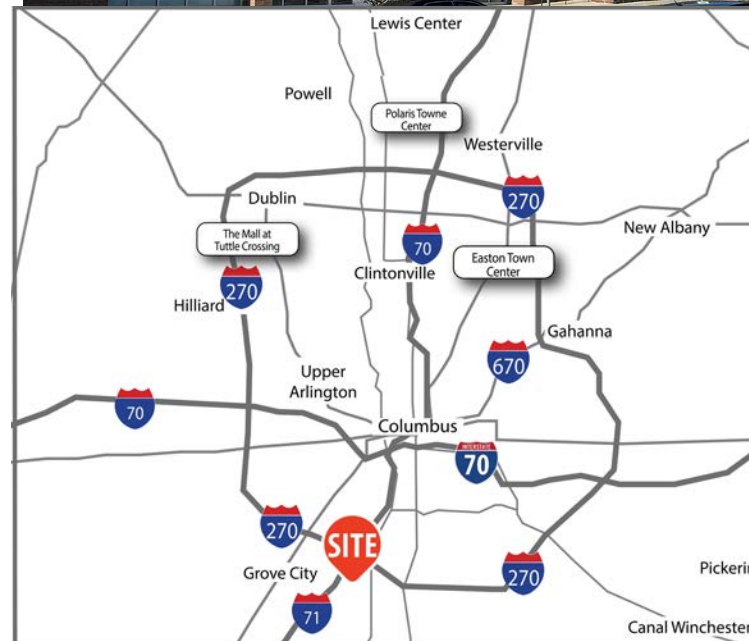 Lewis Center
Powell
Polaris Towne
Center
Westerville
270
Dublin
New Albany
The Mall at
Tuttle Crossing
70
Easton Town
Center
Clintonville
270
Hilliard
Gahanna
670
Upper
Arlington
70
Columbus
INTERSTATE
70
270
SITE
Grove City
270
Pickerin
71
Canal Winchester